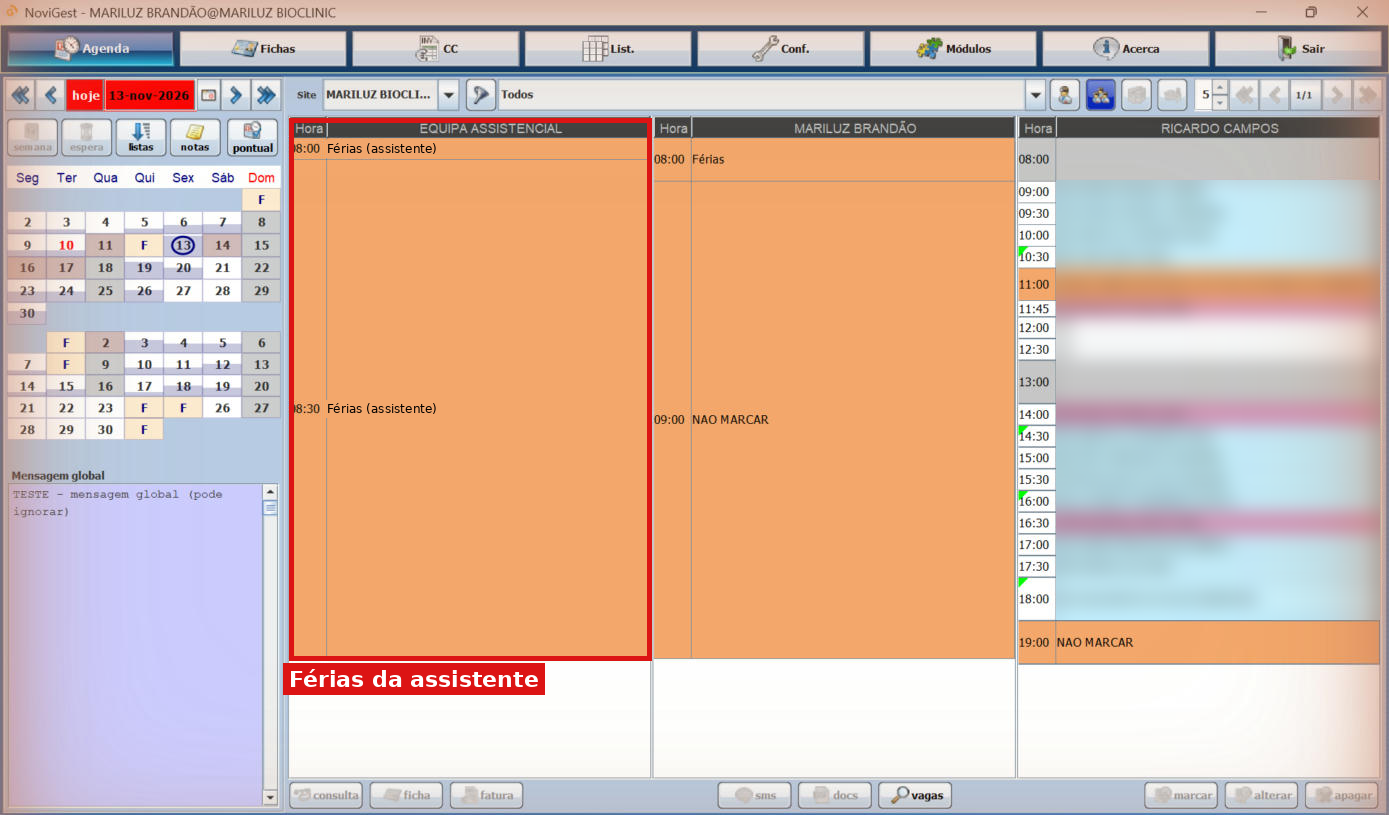 NoviGest - MARILUZ BRANDÃO@MARILUZ BIOCLINIC
Agenda Fichas CC List. Conf. Módulos Acerca Sair
hoje 13-nov-2026 Site MARILUZ BIOCLI... Todos 5 1/1
semana espera listas notas pontual
Seg Ter Qua Qui Sex Sáb Dom
F
2 3 4 5 6 7 8
9 10 11 F 13 14 15
16 17 18 19 20 21 22
23 24 25 26 27 28 29
30
F 2 3 4 5 6
7 F 9 10 11 12 13
14 15 16 17 18 19 20
21 22 23 F F 26 27
28 29 30 F
Mensagem global
TESTE - mensagem global (pode
ignorar)
Hora EQUIPA ASSISTENCIAL
08:00 Férias (assistente)
08:30 Férias (assistente)
Férias da assistente
Hora MARILUZ BRANDÃO
08:00 Férias
09:00 NAO MARCAR
Hora RICARDO CAMPOS
08:00
09:00
09:30
10:00
10:30
11:00
11:45
12:00
12:30
13:00
14:00
14:30
15:00
15:30
16:00
16:30
17:00
17:30
18:00
19:00 NAO MARCAR
consulta ficha fatura sms docs vagas marcar alterar apagar